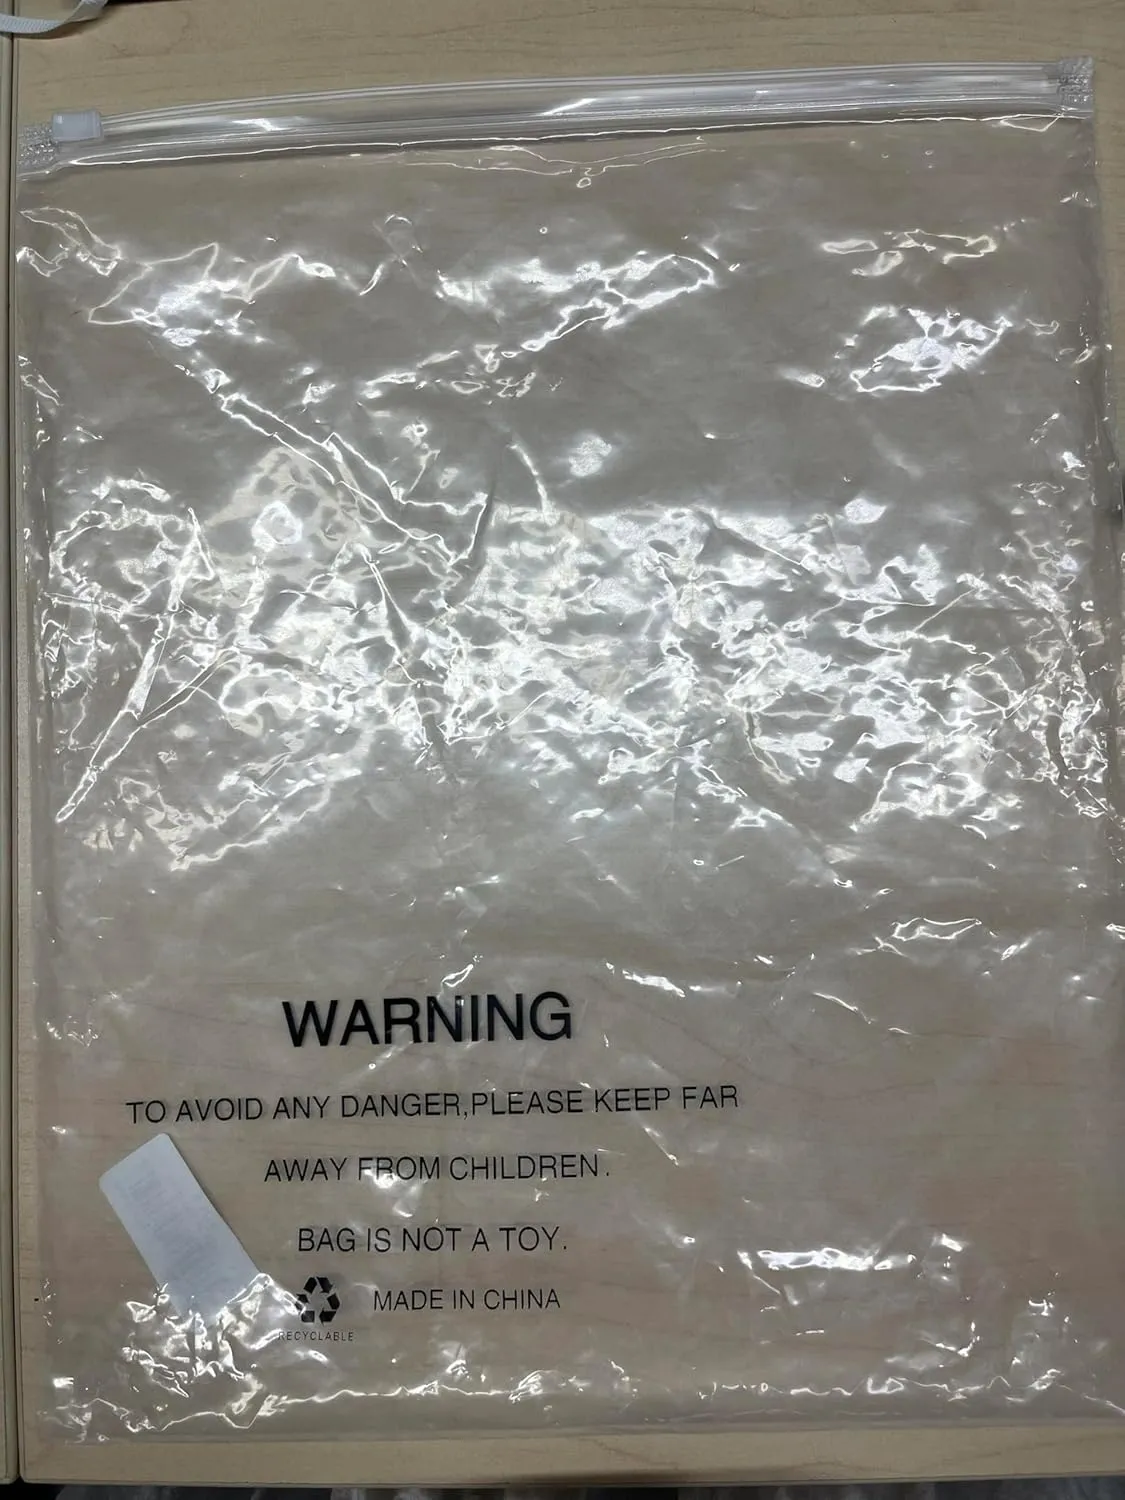 WARNING
TO AVOID ANY DANGER,PLEASE KEEP FAR
AWAY FROM CHILDREN.
BAG IS NOT A TOY.
MADE IN CHINA
RECYCLABLE